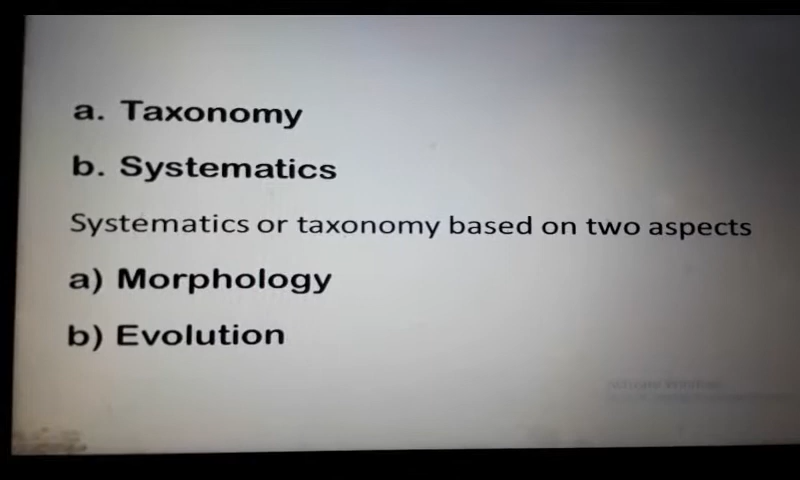 a. Taxonomy
b. Systematics
Systematics or taxonomy based on two aspects
a) Morphology
b) Evolution